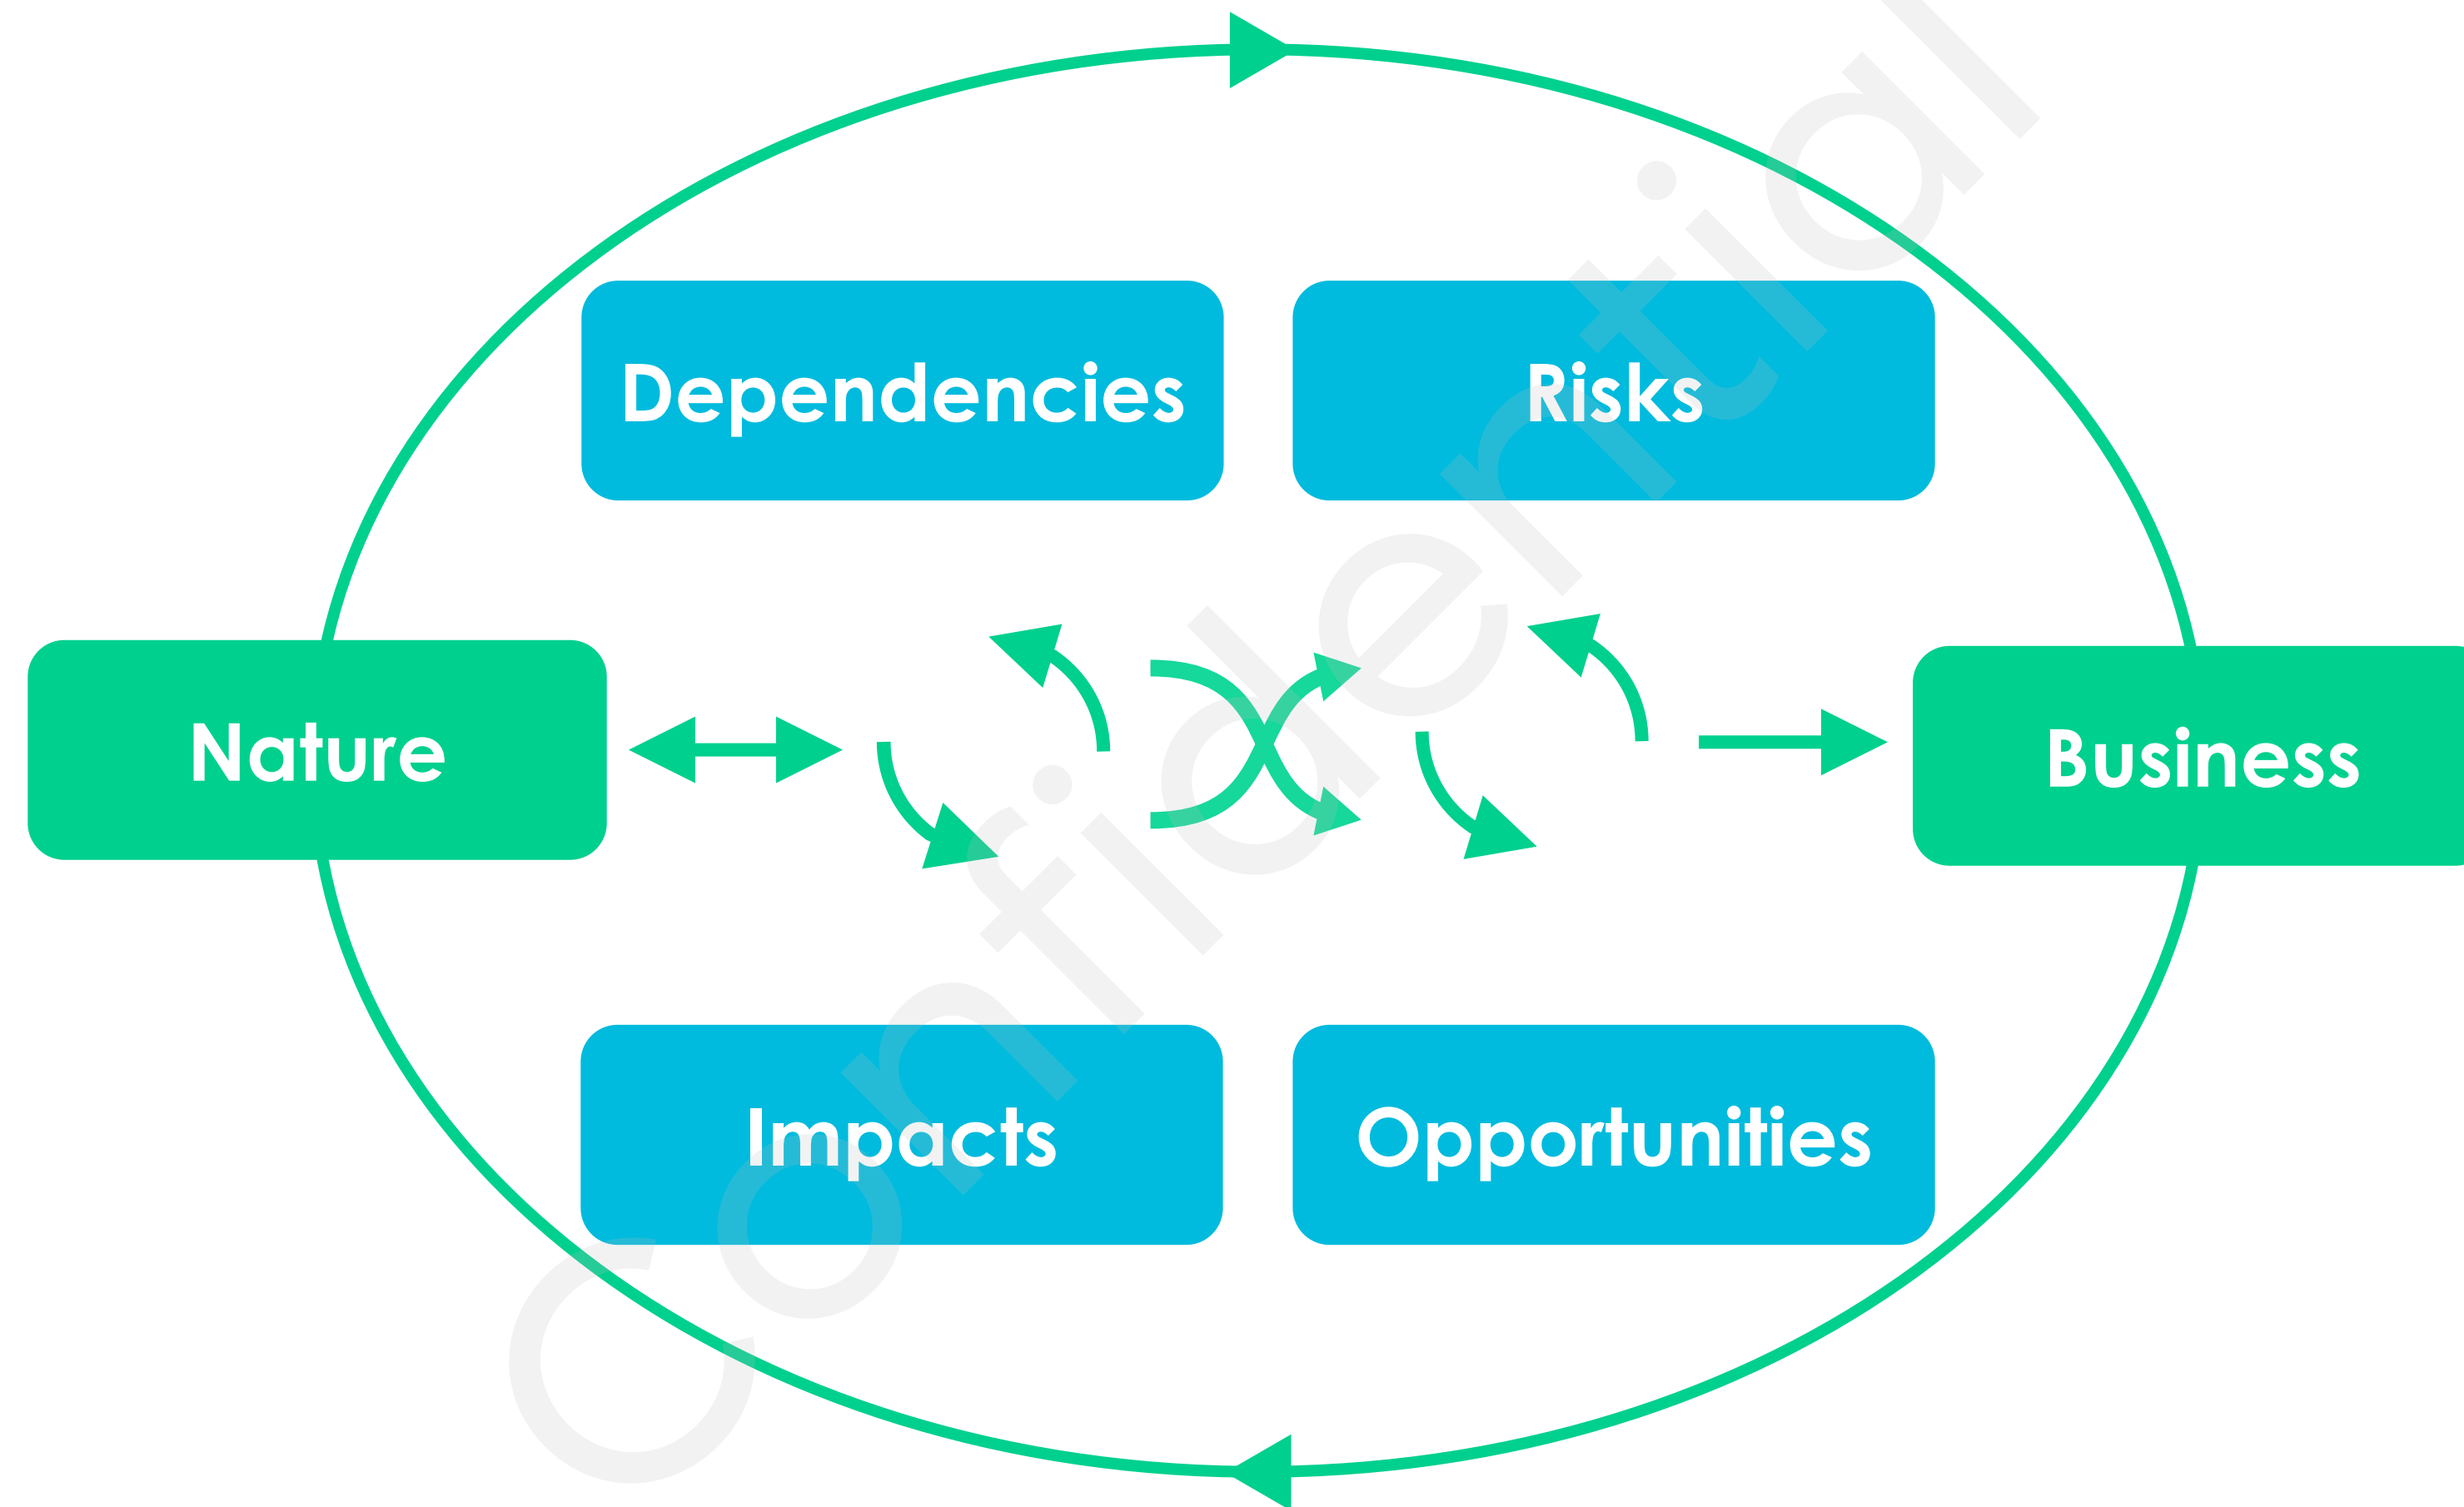 Dependencies
Risks
Nature
Business
Impacts
Opportunities
Confidential